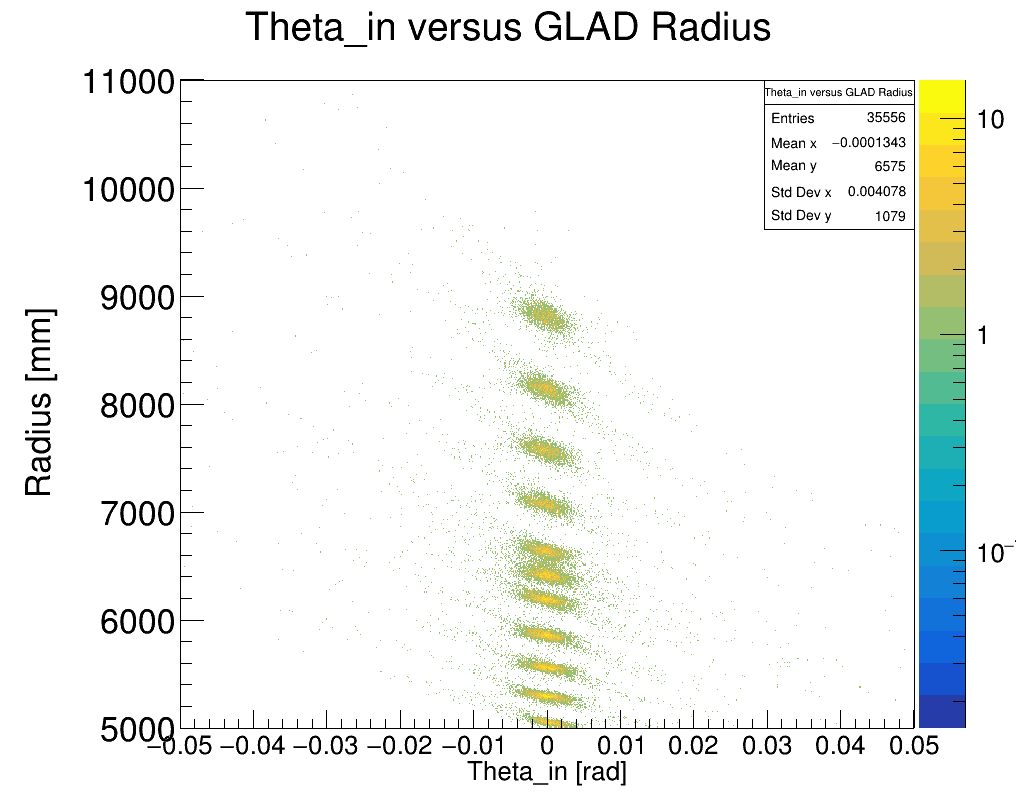 Theta_in versus GLAD Radius
Theta_in versus GLAD Radius
Entries 35556
Mean x −0.0001343
Mean y 6575
Std Dev x 0.004078
Std Dev y 1079
11000
10000
9000
8000
7000
6000
5000
Radius [mm]
−0.05 −0.04 −0.03 −0.02 −0.01 0 0.01 0.02 0.03 0.04 0.05
Theta_in [rad]
10
1